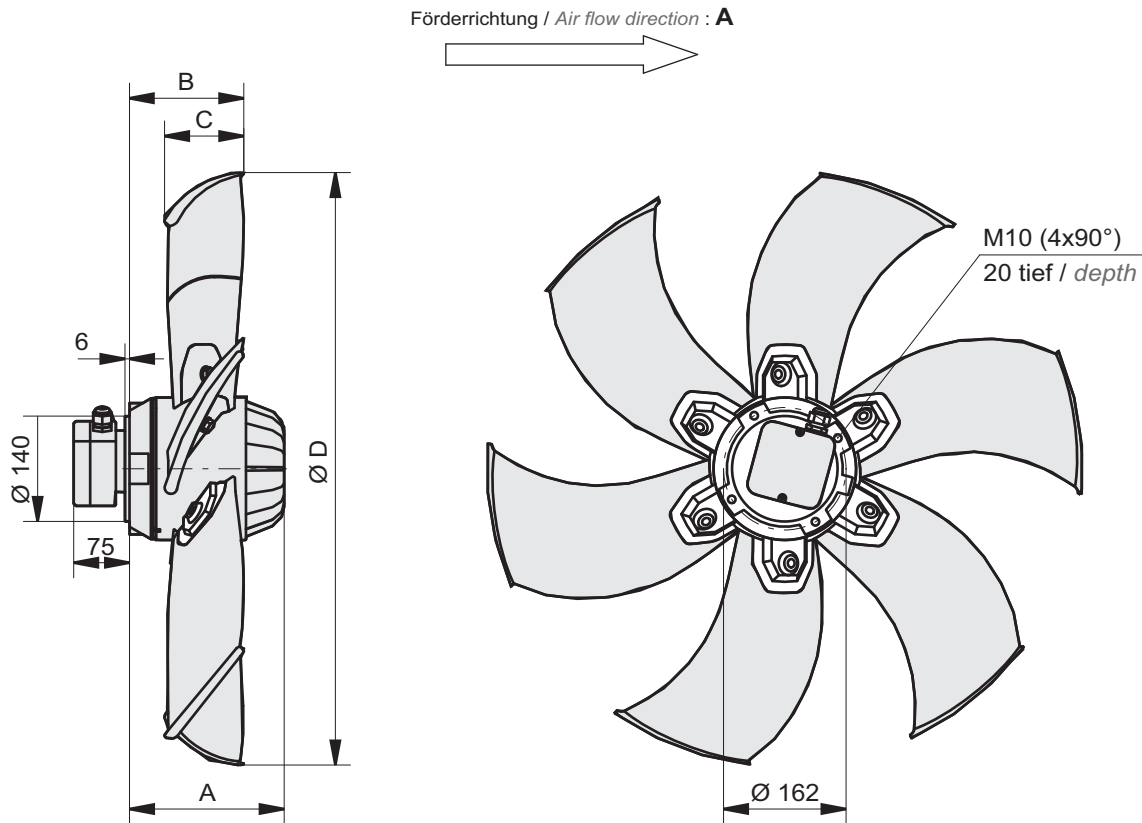 Förderrichtung / Air flow direction : A
B
C
M10 (4x90°)
20 tief / depth
6
Ø 140
Ø D
75
A
Ø 162